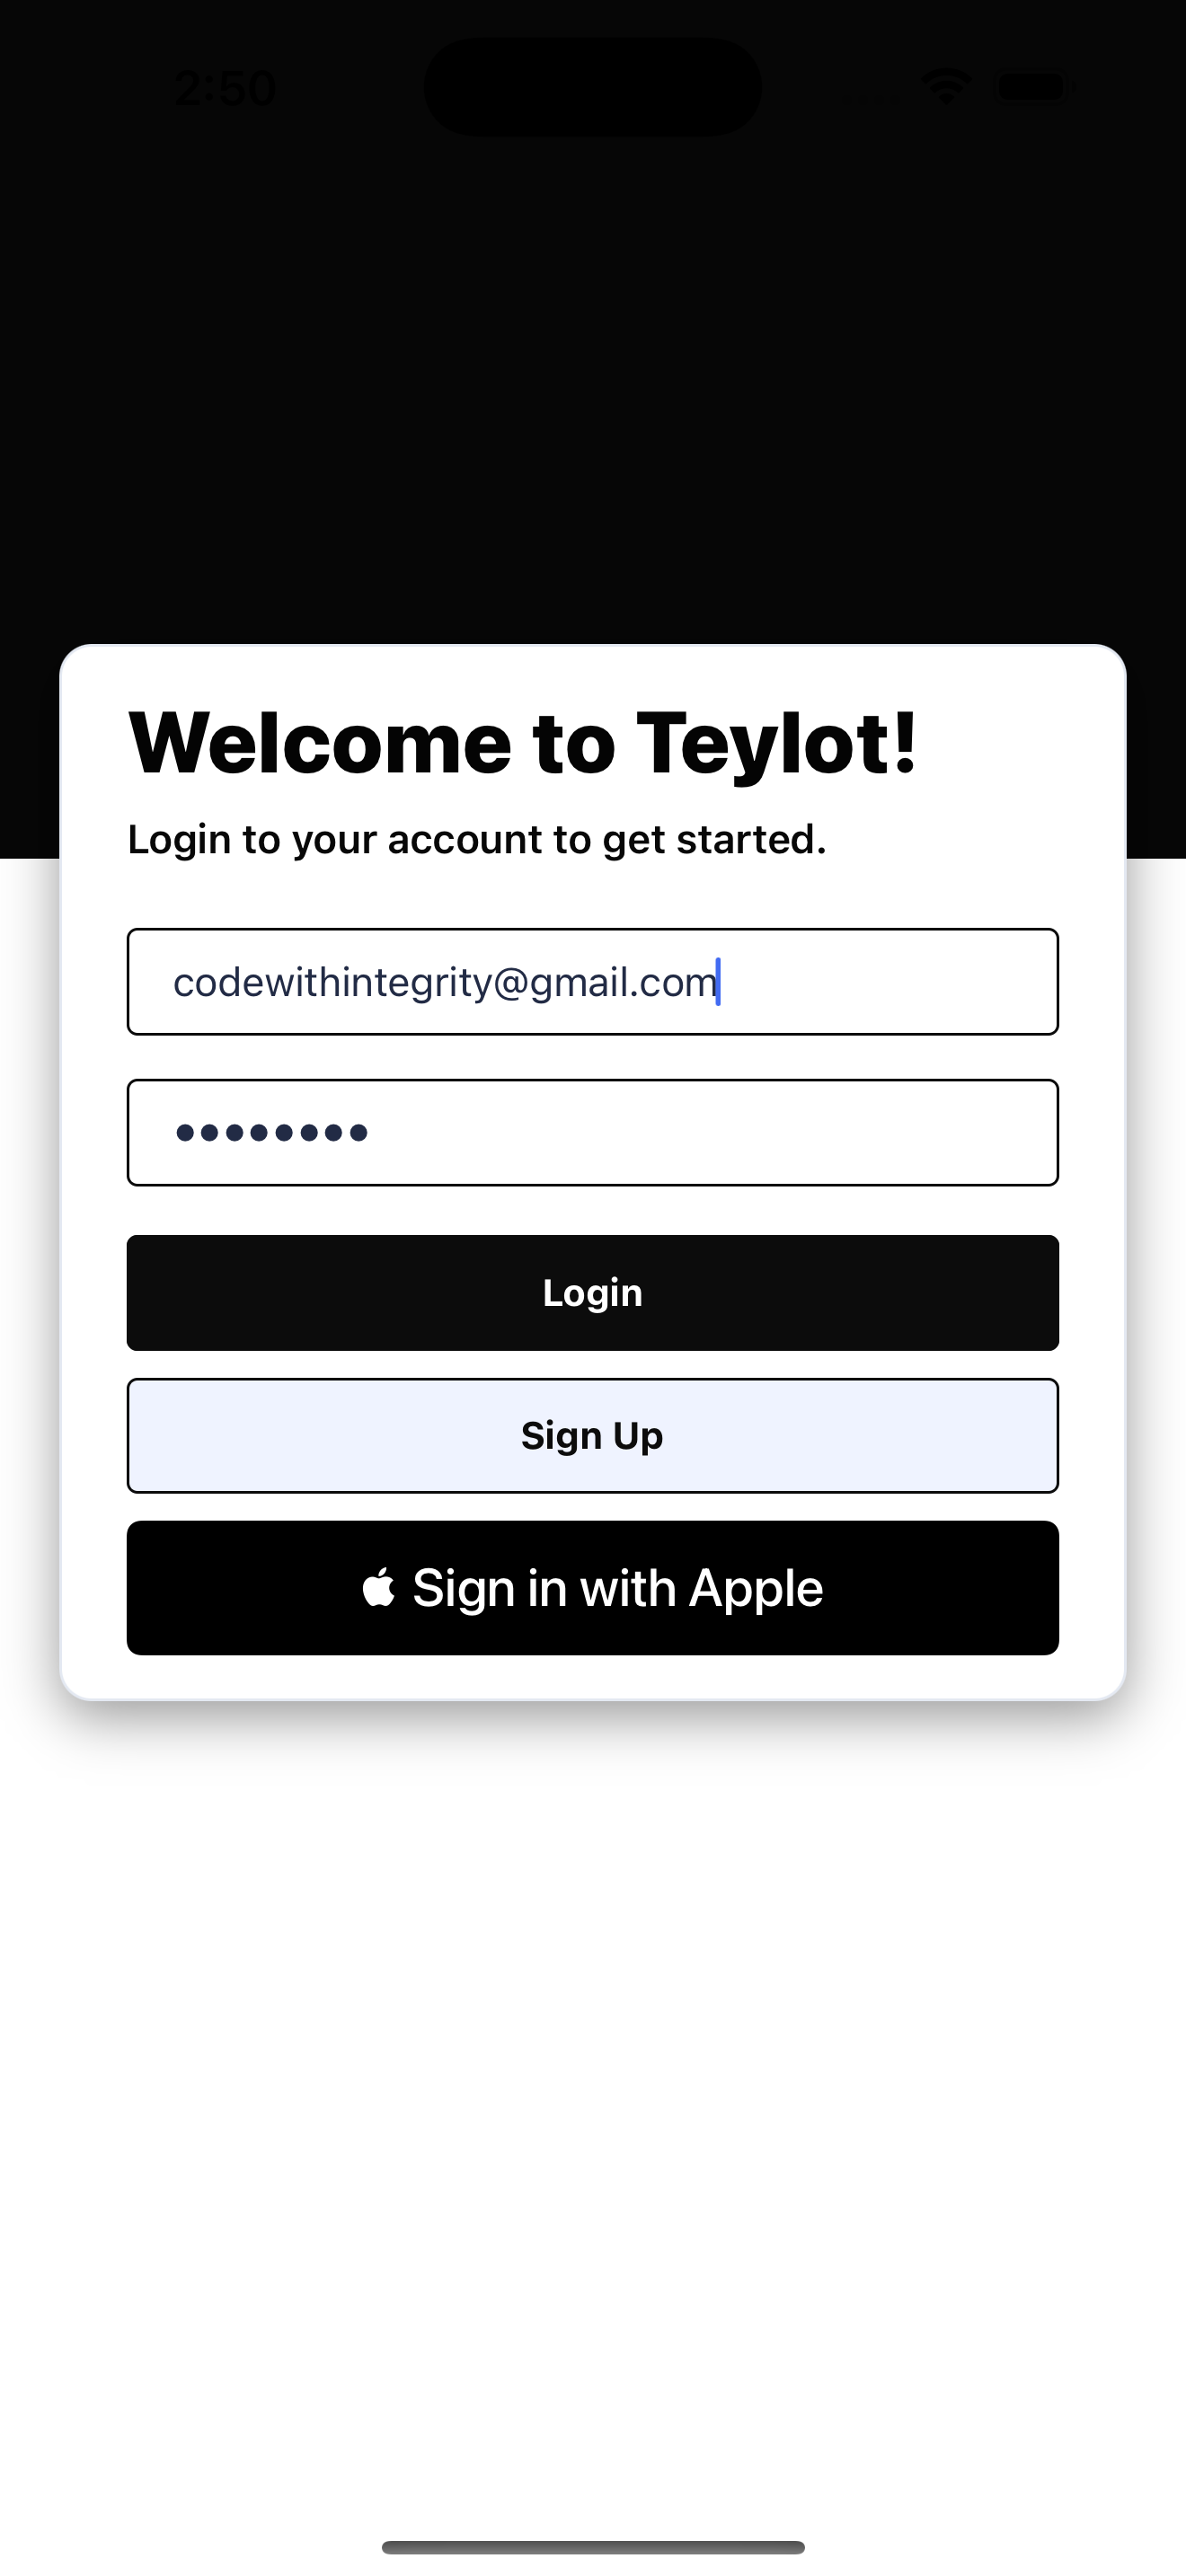 2:50
Welcome to Teylot!
Login to your account to get started.
codewithintegrity@gmail.com
••••••••
Login
Sign Up
Sign in with Apple